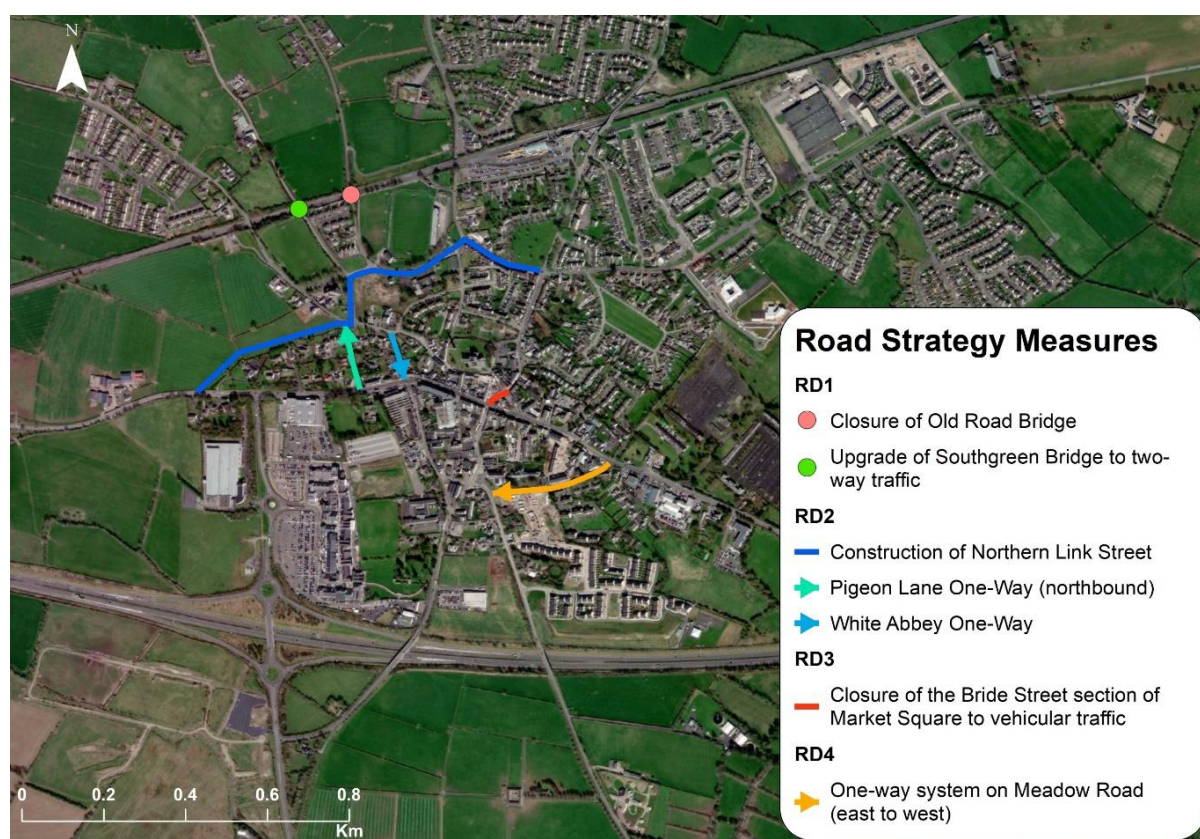 N
Road Strategy Measures
RD1
Closure of Old Road Bridge
Upgrade of Southgreen Bridge to two-
way traffic
RD2
Construction of Northern Link Street
Pigeon Lane One-Way (northbound)
White Abbey One-Way
RD3
Closure of the Bride Street section of
Market Square to vehicular traffic
RD4
One-way system on Meadow Road
(east to west)
0 0.2 0.4 0.6 0.8
Km